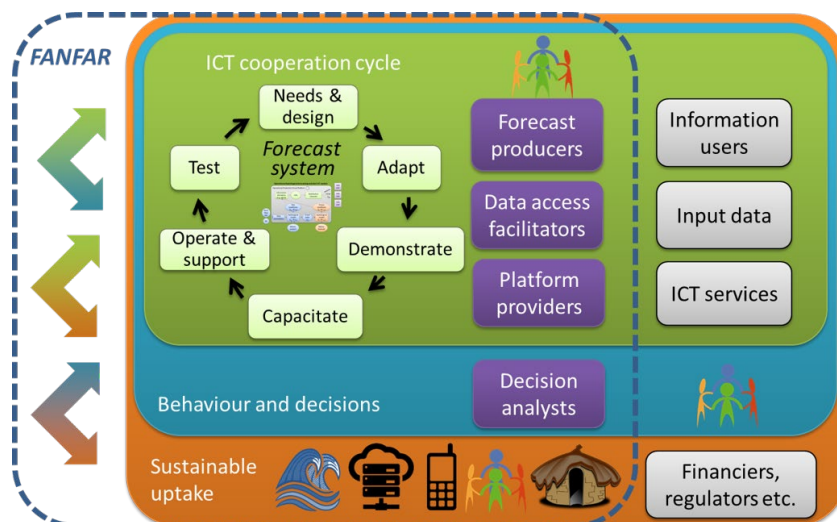 FANFAR
ICT cooperation cycle
Needs &
design
Forecast
system
Test
Adapt
Operate &
support
Demonstrate
Capacitate
Forecast
producers
Data access
facilitators
Platform
providers
Information
users
Input data
ICT services
Behaviour and decisions
Decision
analysts
Sustainable
uptake
Financiers,
regulators etc.